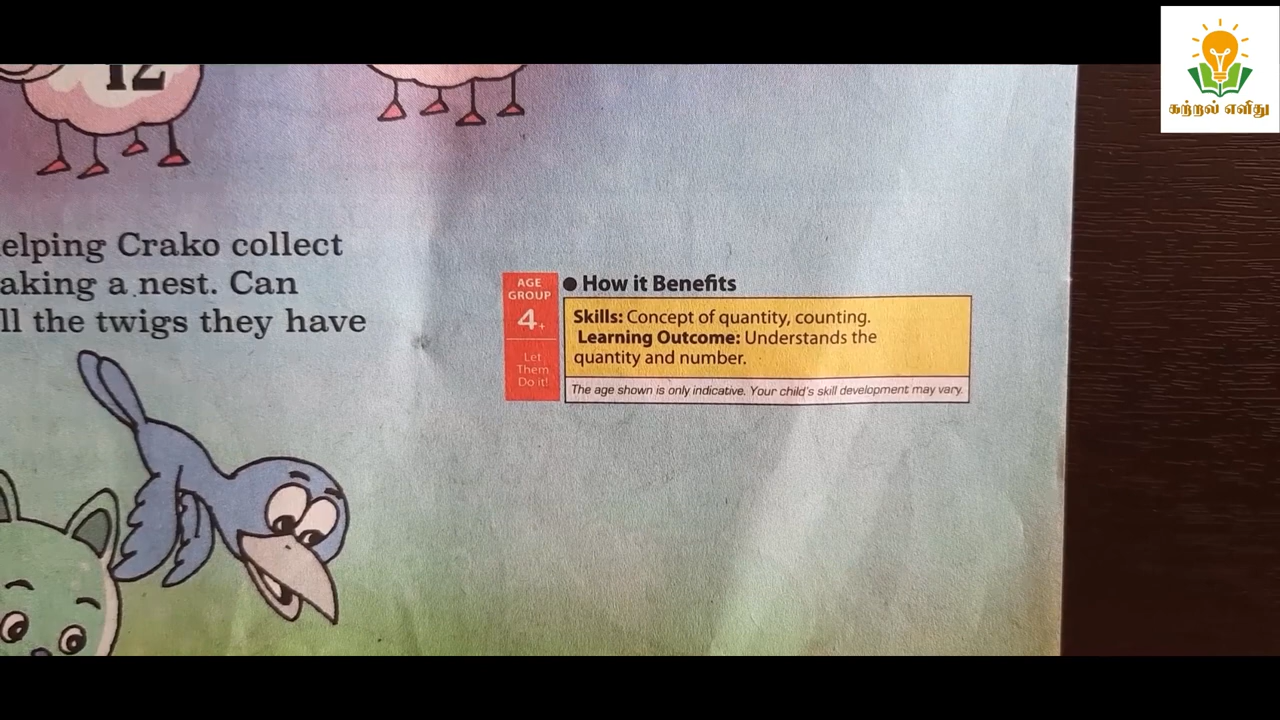 கற்றல் எளிது
12
elping Crako collect
aking a nest. Can
ll the twigs they have
AGE
GROUP
4+
Let
Them
Do it!
● How it Benefits
Skills: Concept of quantity, counting.
Learning Outcome: Understands the
quantity and number.
The age shown is only indicative. Your child's skill development may vary.